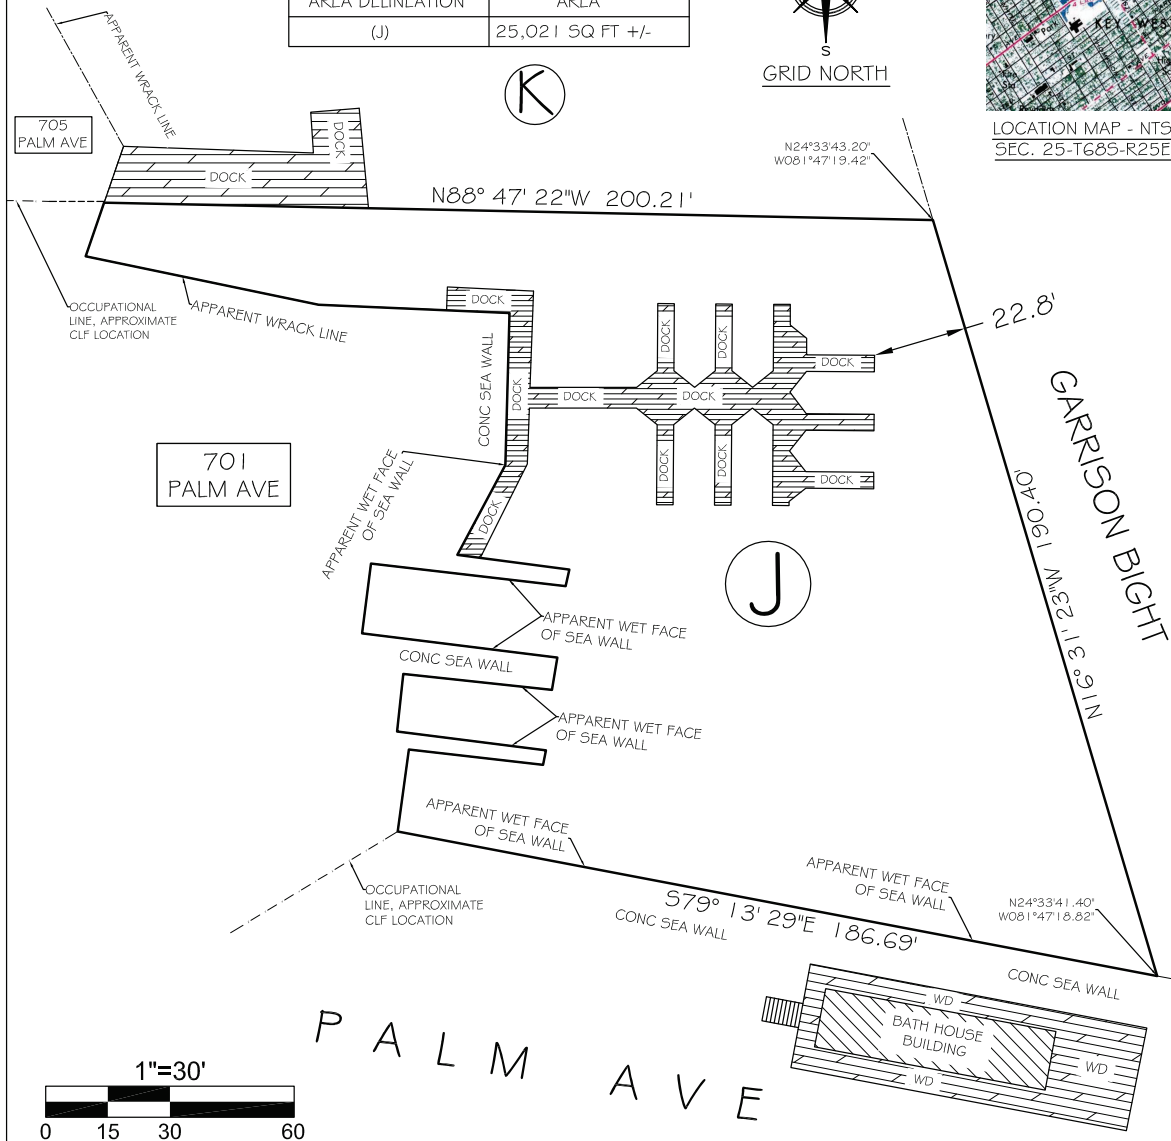 AREA DELINEATION AREA
(J) 25,021 SQ FT +/-
S
GRID NORTH
KEY WES
Park
LOCATION MAP - NTS
SEC. 25-T68S-R25E
K
APPARENT WRACK LINE
705
PALM AVE
DOCK
DOCK
N24°33'43.20"
W081°47'19.42"
N88° 47' 22"W 200.21'
OCCUPATIONAL
LINE, APPROXIMATE
CLF LOCATION
APPARENT WRACK LINE
DOCK
CONC SEA WALL
DOCK
DOCK
DOCK
DOCK
DOCK
DOCK
DOCK
DOCK
DOCK
DOCK
22.8'
GARRISON BIGHT
N16° 31' 23"W 190.40'
701
PALM AVE
APPARENT WET FACE
OF SEA WALL
DOCK
J
APPARENT WET FACE
OF SEA WALL
CONC SEA WALL
APPARENT WET FACE
OF SEA WALL
APPARENT WET FACE
OF SEA WALL
OCCUPATIONAL
LINE, APPROXIMATE
CLF LOCATION
S79° 13' 29"E 186.69'
CONC SEA WALL
APPARENT WET FACE
OF SEA WALL
N24°33'41.40"
W081°47'18.82"
CONC SEA WALL
WD
BATH HOUSE
BUILDING
WD
WD
PALM AVE
1"=30'
0 15 30 60